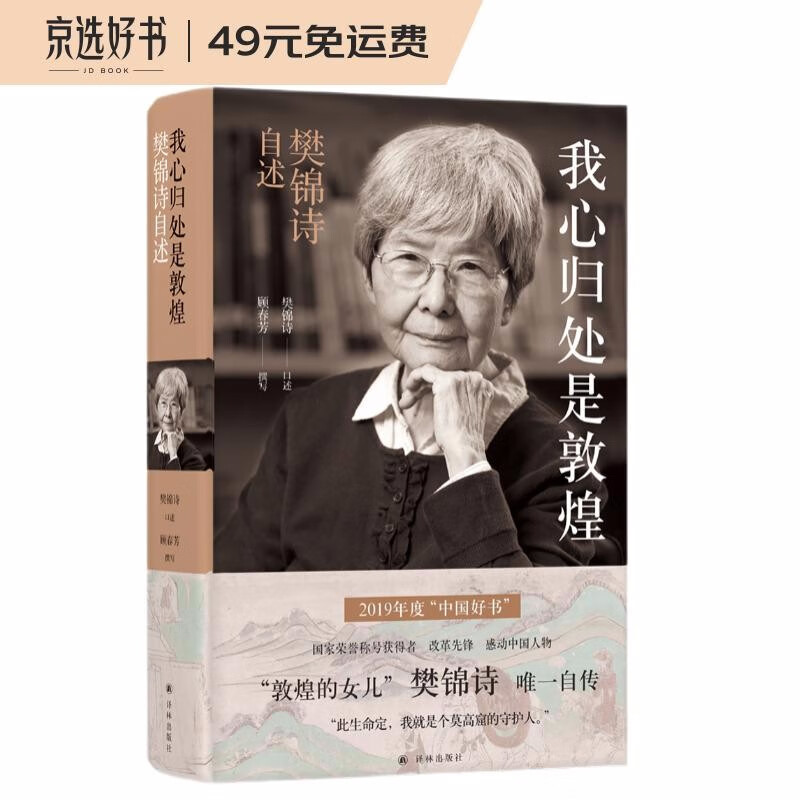 京选好书
JD BOOK
49元免运费
我心归处是敦煌
樊锦诗自述
樊锦诗
口述
顾春芳
撰写
译林出版社
樊锦诗
自述
樊锦诗——口述
顾春芳——撰写
我心归处是敦煌
2019年度“中国好书”
国家荣誉称号获得者 改革先锋 感动中国人物
“敦煌的女儿” 樊锦诗 唯一自传
“此生命定，我就是个莫高窟的守护人。”
译林出版社